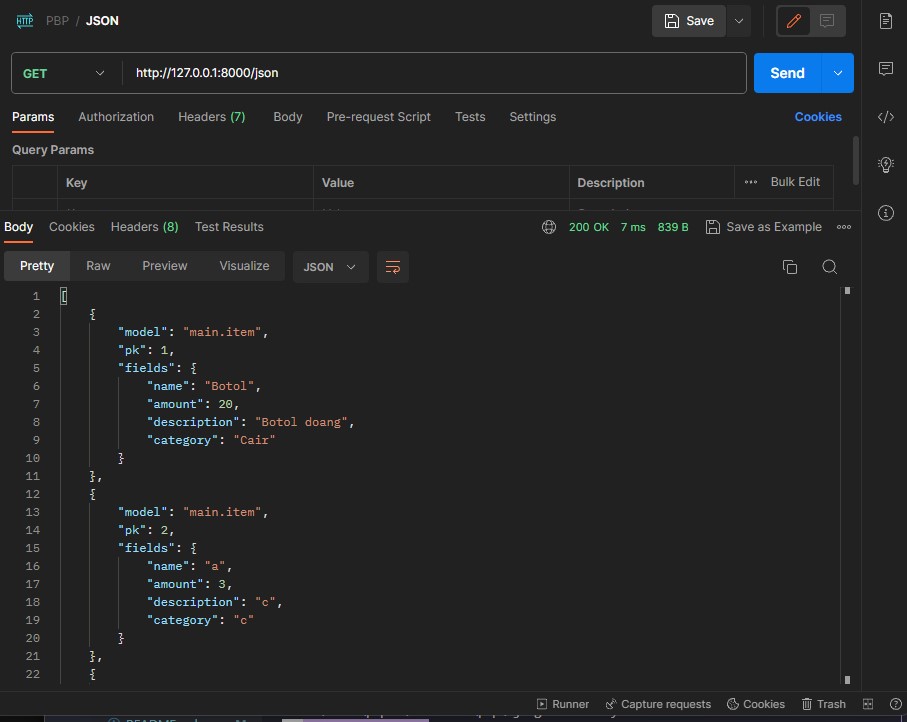 HTTP PBP / JSON Save
GET http://127.0.0.1:8000/json Send
Params Authorization Headers (7) Body Pre-request Script Tests Settings Cookies
Query Params
Key Value Description ••• Bulk Edit
Body Cookies Headers (8) Test Results 200 OK 7 ms 839 B Save as Example •••
Pretty Raw Preview Visualize JSON
1 [
2 {
3 "model": "main.item",
4 "pk": 1,
5 "fields": {
6 "name": "Botol",
7 "amount": 20,
8 "description": "Botol doang",
9 "category": "Cair"
10 }
11 },
12 {
13 "model": "main.item",
14 "pk": 2,
15 "fields": {
16 "name": "a",
17 "amount": 3,
18 "description": "c",
19 "category": "c"
20 }
21 },
22 {
Runner Capture requests Cookies Trash